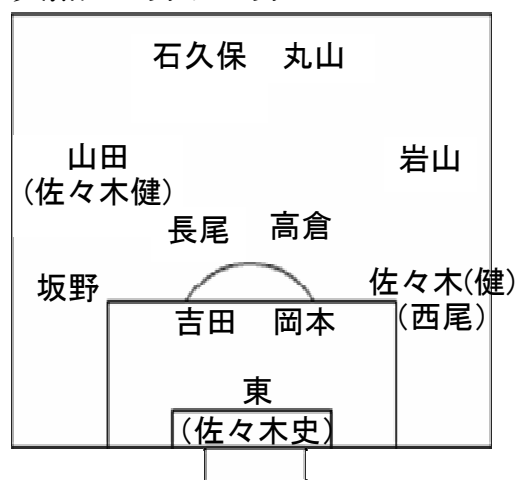 石久保 丸山
山田 岩山
(佐々木健)
長尾 高倉
坂野 佐々木(健)
(西尾)
吉田 岡本
東
(佐々木史)